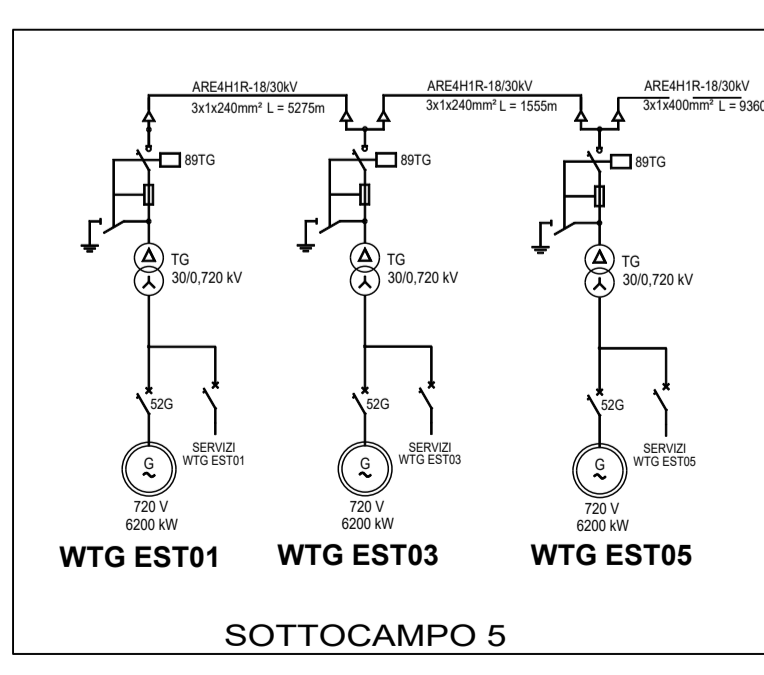 ARE4H1R-18/30kV
3x1x240mm² L = 5275m
ARE4H1R-18/30kV
3x1x240mm² L = 1555m
ARE4H1R-18/30kV
3x1x400mm² L = 9360
89TG
89TG
89TG
TG
30/0,720 kV
TG
30/0,720 kV
TG
30/0,720 kV
52G
52G
52G
SERVIZI
WTG EST01
SERVIZI
WTG EST03
SERVIZI
WTG EST05
G
G
G
720 V
6200 kW
720 V
6200 kW
720 V
6200 kW
WTG EST01
WTG EST03
WTG EST05
SOTTOCAMPO 5